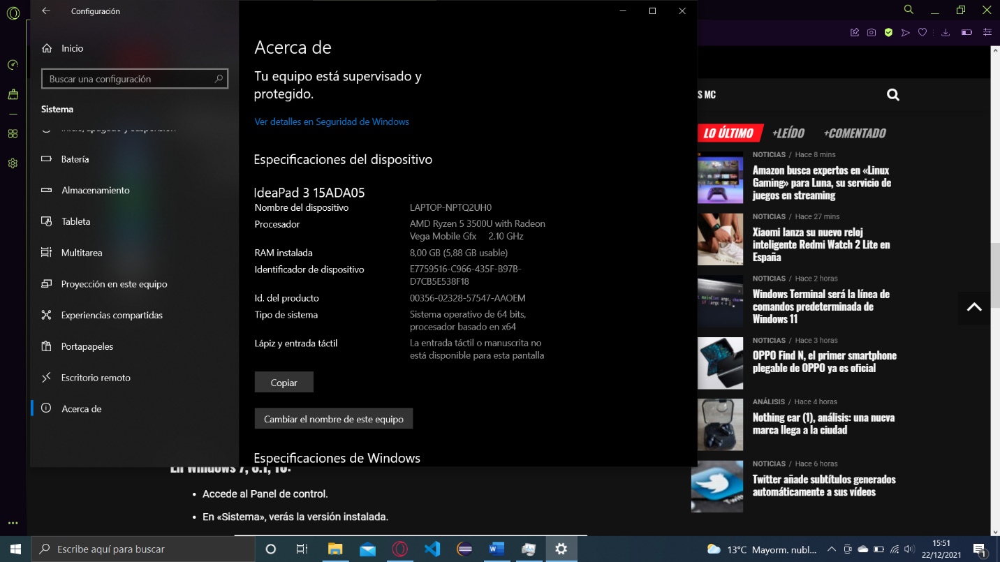 Configuración
Inicio
Buscar una configuración
Sistema
Inicio, apagado y suspensión
Batería
Almacenamiento
Tableta
Multitarea
Proyección en este equipo
Experiencias compartidas
Portapapeles
Escritorio remoto
Acerca de
Acerca de
Tu equipo está supervisado y
protegido.
Ver detalles en Seguridad de Windows
Especificaciones del dispositivo
IdeaPad 3 15ADA05
Nombre del dispositivo LAPTOP-NPTQ2UH0
Procesador AMD Ryzen 5 3500U with Radeon
Vega Mobile Gfx 2.10 GHz
RAM instalada 8,00 GB (5,88 GB usable)
Identificador de dispositivo E7759516-C966-435F-B97B-
D7CB5E538F18
Id. del producto 00356-02328-57547-AAOEM
Tipo de sistema Sistema operativo de 64 bits,
procesador basado en x64
Lápiz y entrada táctil La entrada táctil o manuscrita no
está disponible para esta pantalla
Copiar
Cambiar el nombre de este equipo
Especificaciones de Windows
S MC
LO ÚLTIMO +LEÍDO +COMENTADO
NOTICIAS / Hace 8 mins
Amazon busca expertos en «Linux
Gaming» para Luna, su servicio de
juegos en streaming
NOTICIAS / Hace 27 mins
Xiaomi lanza su nuevo reloj
inteligente Redmi Watch 2 Lite en
España
NOTICIAS / Hace 2 horas
Windows Terminal será la línea de
comandos predeterminada de
Windows 11
NOTICIAS / Hace 3 horas
OPPO Find N, el primer smartphone
plegable de OPPO ya es oficial
ANÁLISIS / Hace 4 horas
Nothing ear (1), análisis: una nueva
marca llega a la ciudad
NOTICIAS / Hace 6 horas
Twitter añade subtítulos generados
automáticamente a sus vídeos
En Windows 7, 8.1, 10:
• Accede al Panel de control.
• En «Sistema», verás la versión instalada.
Escribe aquí para buscar
13°C Mayorm. nubl...
15:51
22/12/2021
1